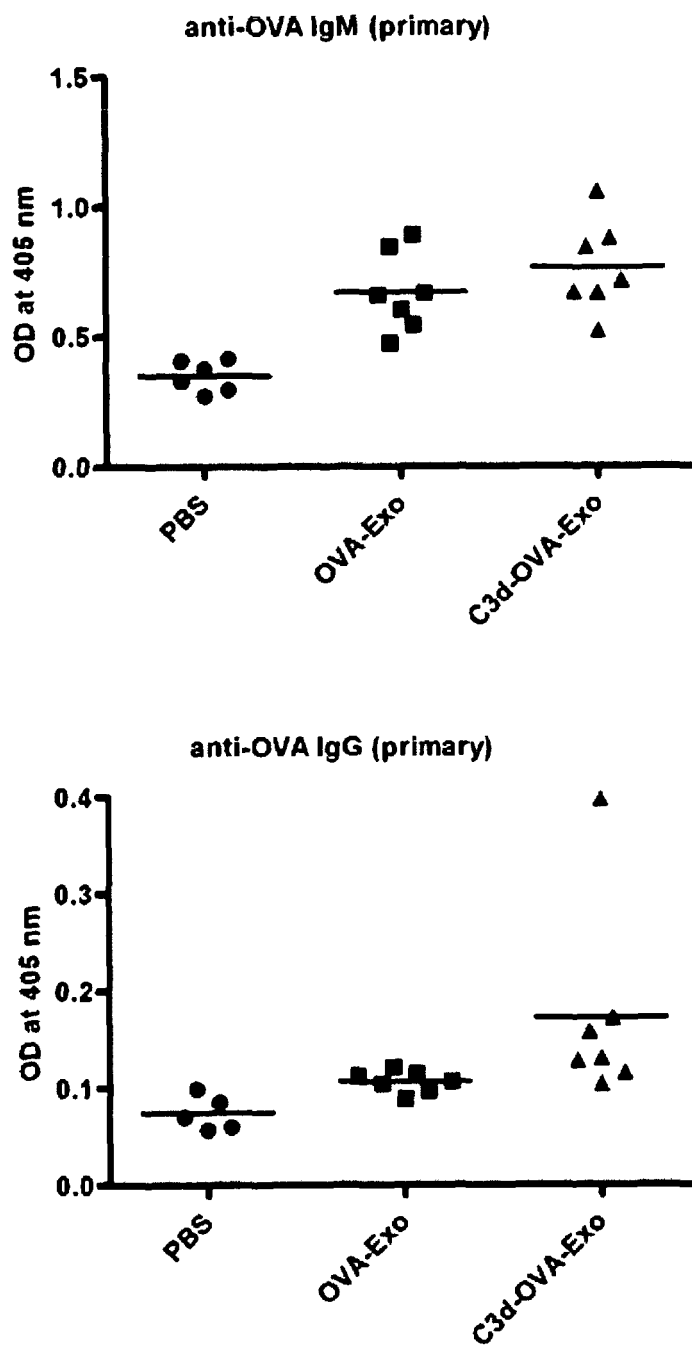 anti-OVA IgM (primary)
1.5
1.0
0.5
0.0
OD at 405 nm
PBS
OVA-Exo
C3d-OVA-Exo
anti-OVA IgG (primary)
0.4
0.3
0.2
0.1
0.0
OD at 405 nm
PBS
OVA-Exo
C3d-OVA-Exo